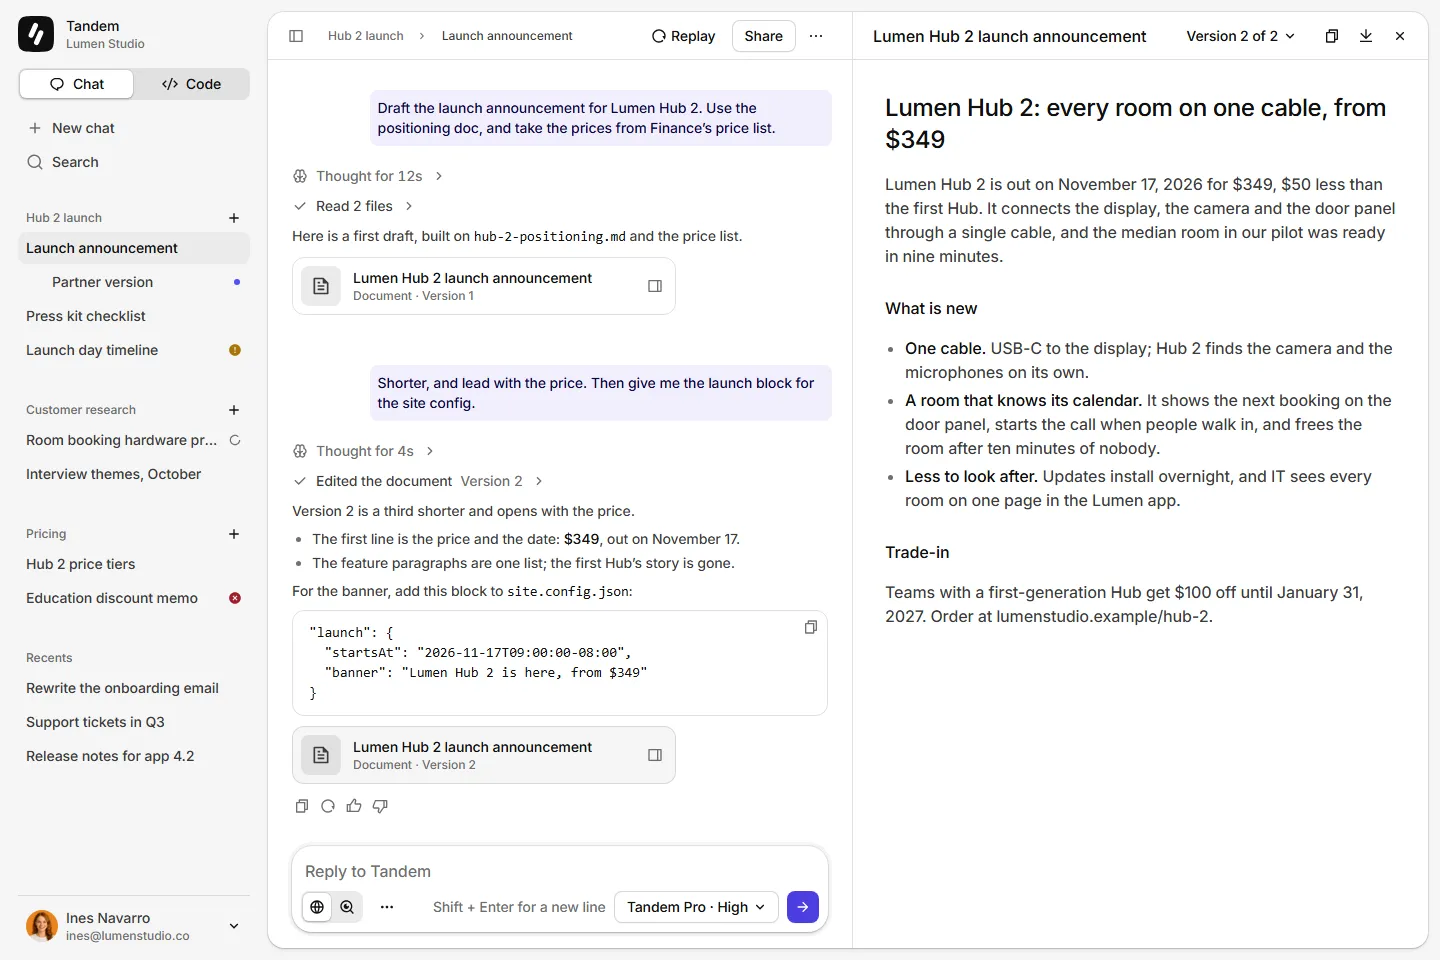 Tandem
Lumen Studio
Chat
Code
New chat
Search
Hub 2 launch
Launch announcement
Partner version
Press kit checklist
Launch day timeline
Customer research
Room booking hardware pr...
Interview themes, October
Pricing
Hub 2 price tiers
Education discount memo
Recents
Rewrite the onboarding email
Support tickets in Q3
Release notes for app 4.2
Ines Navarro
ines@lumenstudio.co
Hub 2 launch
Launch announcement
Replay
Share
Draft the launch announcement for Lumen Hub 2. Use the
positioning doc, and take the prices from Finance’s price list.
Thought for 12s
Read 2 files
Here is a first draft, built on hub-2-positioning.md and the price list.
Lumen Hub 2 launch announcement
Document · Version 1
Shorter, and lead with the price. Then give me the launch block for
the site config.
Thought for 4s
Edited the document Version 2
Version 2 is a third shorter and opens with the price.
• The first line is the price and the date: $349, out on November 17.
• The feature paragraphs are one list; the first Hub’s story is gone.
For the banner, add this block to site.config.json:
"launch": {
"startsAt": "2026-11-17T09:00:00-08:00",
"banner": "Lumen Hub 2 is here, from $349"
}
Lumen Hub 2 launch announcement
Document · Version 2
Reply to Tandem
Shift + Enter for a new line
Tandem Pro · High
Lumen Hub 2 launch announcement
Version 2 of 2
Lumen Hub 2: every room on one cable, from
$349
Lumen Hub 2 is out on November 17, 2026 for $349, $50 less than
the first Hub. It connects the display, the camera and the door panel
through a single cable, and the median room in our pilot was ready
in nine minutes.
What is new
• One cable. USB-C to the display; Hub 2 finds the camera and the
microphones on its own.
• A room that knows its calendar. It shows the next booking on the
door panel, starts the call when people walk in, and frees the
room after ten minutes of nobody.
• Less to look after. Updates install overnight, and IT sees every
room on one page in the Lumen app.
Trade-in
Teams with a first-generation Hub get $100 off until January 31,
2027. Order at lumenstudio.example/hub-2.